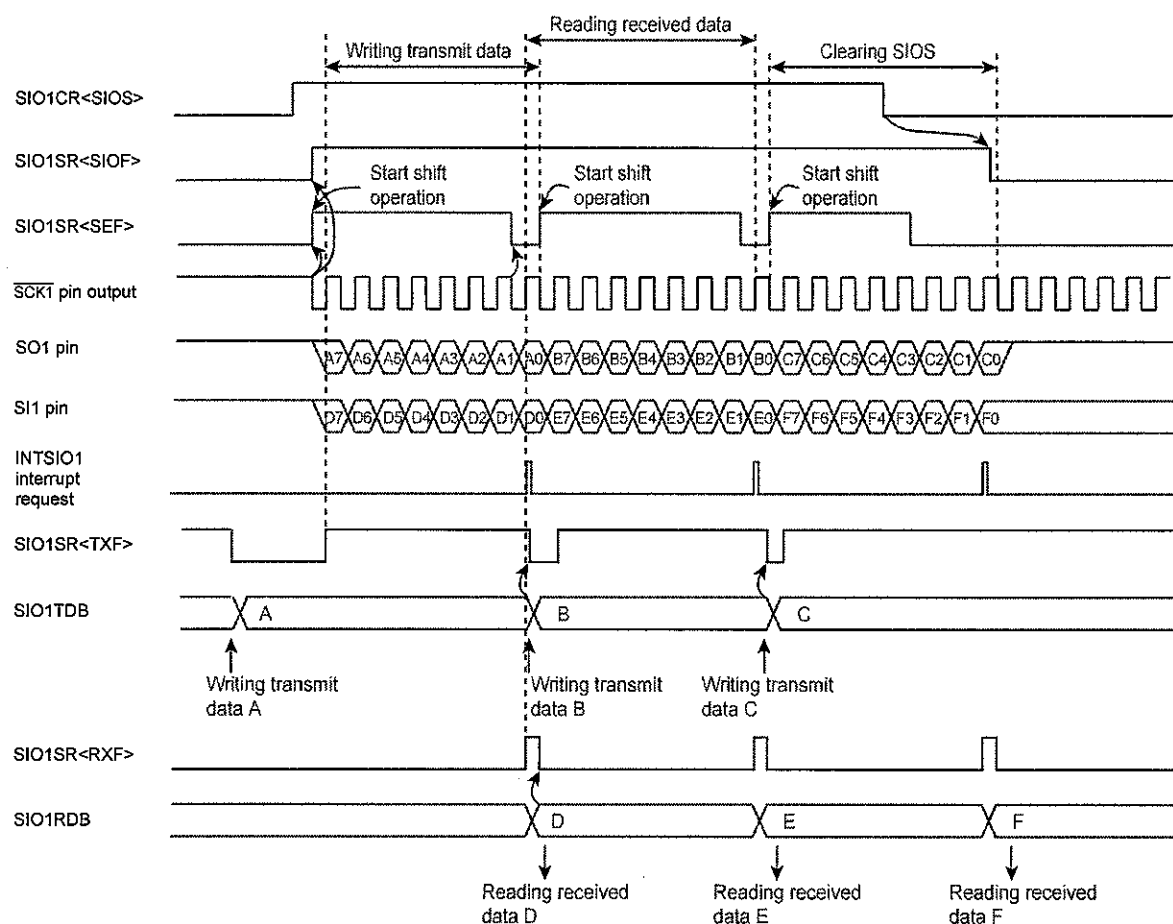 Reading received data
Writing transmit data
Clearing SIOS
SIO1CR<SIOS>
SIO1SR<SIOF>
Start shift
operation
Start shift
operation
Start shift
operation
SIO1SR<SEF>
SCK1 pin output
SO1 pin
A7 A6 A5 A4 A3 A2 A1 A0 B7 B6 B5 B4 B3 B2 B1 B0 C7 C6 C5 C4 C3 C2 C1 C0
SI1 pin
D7 D6 D5 D4 D3 D2 D1 D0 E7 E6 E5 E4 E3 E2 E1 E0 F7 F6 F5 F4 F3 F2 F1 F0
INTSIO1
interrupt
request
SIO1SR<TXF>
SIO1TDB
A B C
Writing transmit
data A
Writing transmit
data B
Writing transmit
data C
SIO1SR<RXF>
SIO1RDB
D E F
Reading received
data D
Reading received
data E
Reading received
data F